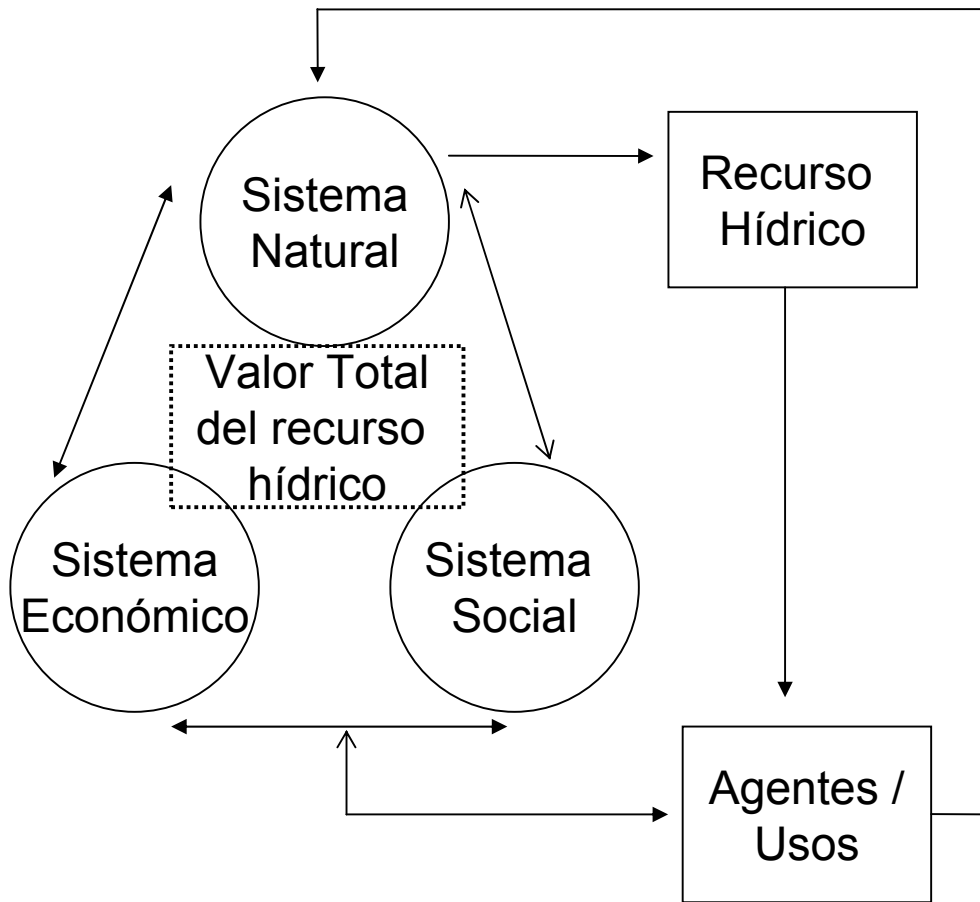 Sistema
Natural
Recurso
Hídrico
Valor Total
del recurso
hídrico
Sistema
Económico
Sistema
Social
Agentes /
Usos